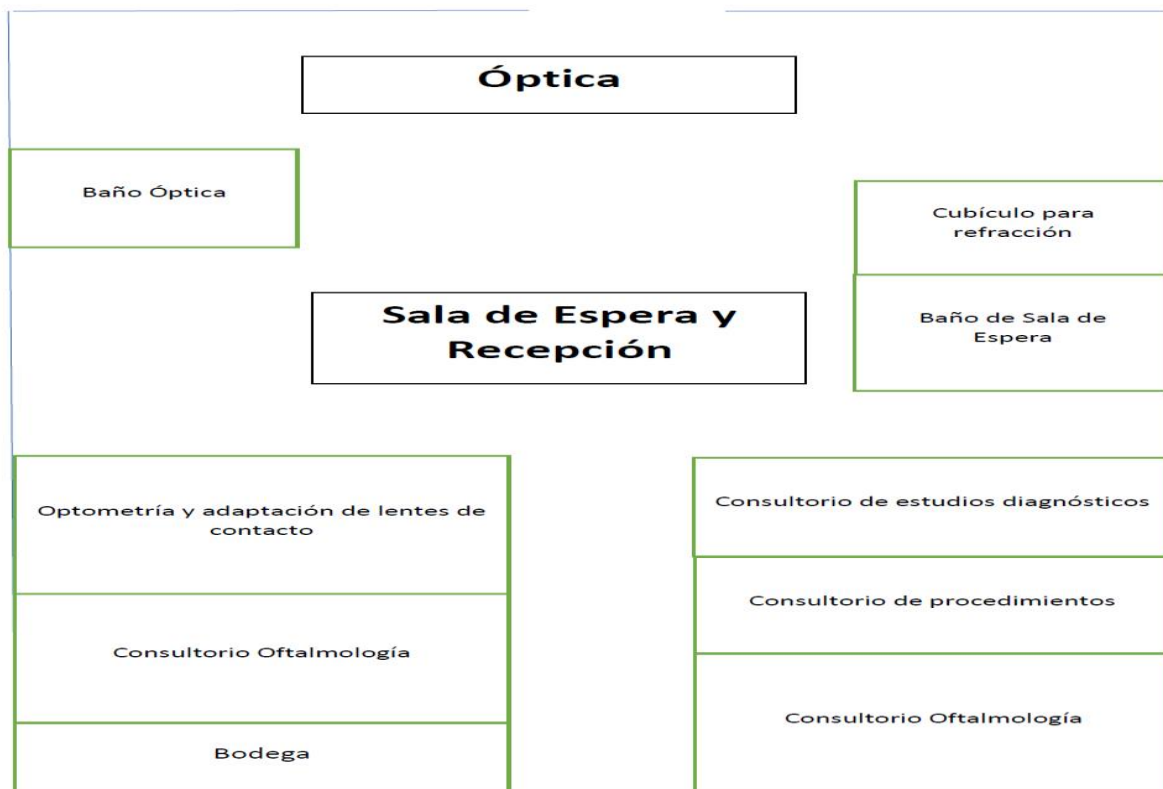 Óptica
Baño Óptica
Cubículo para
refracción
Sala de Espera y
Recepción
Baño de Sala de
Espera
Optometría y adaptación de lentes de
contacto
Consultorio de estudios diagnósticos
Consultorio de procedimientos
Consultorio Oftalmología
Consultorio Oftalmología
Bodega